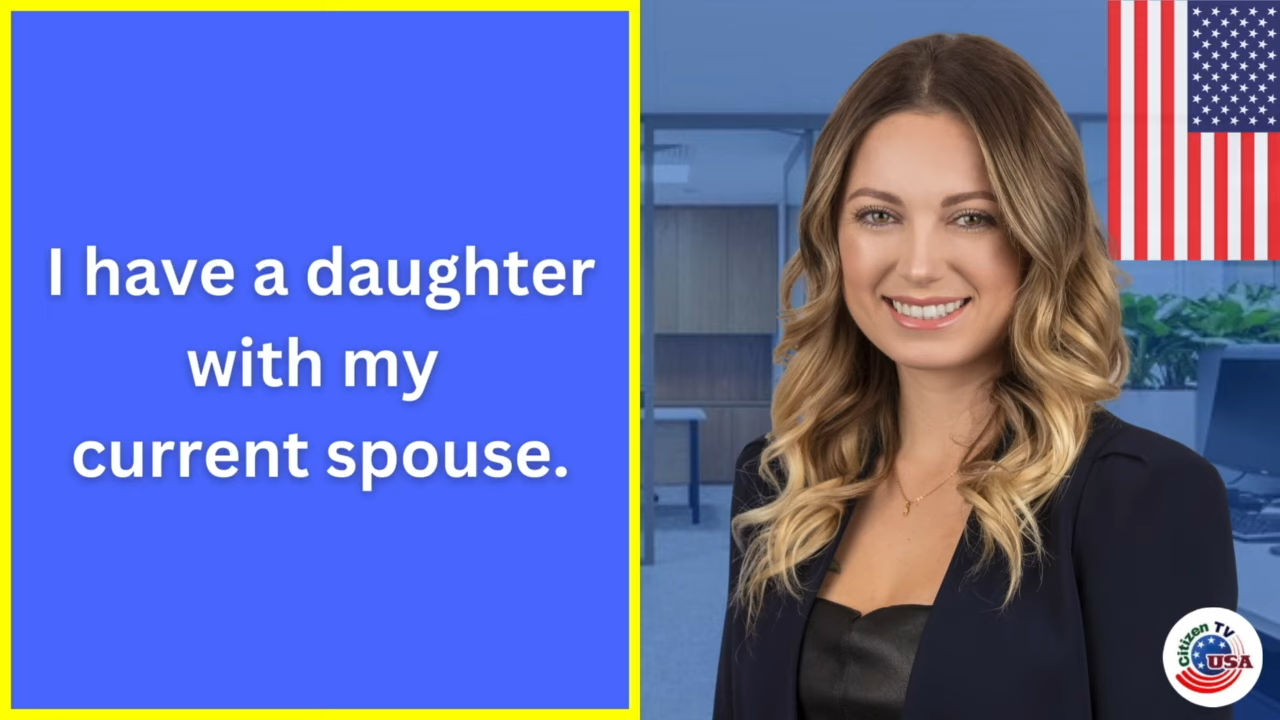 I have a daughter
with my
current spouse.
Citizen TV
USA